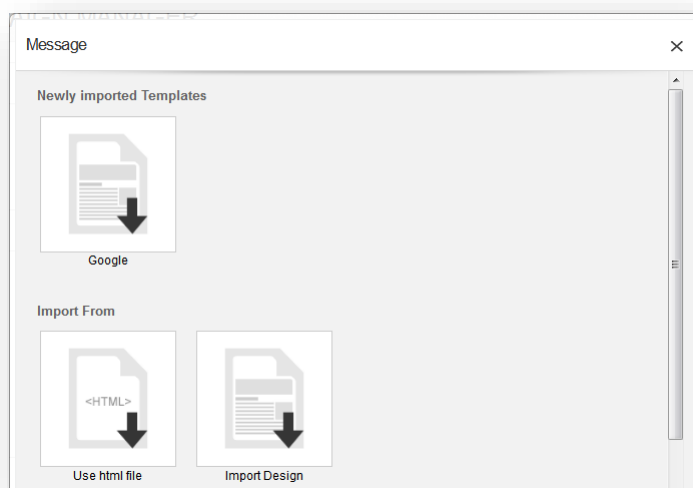 Message
Newly imported Templates
Google
Import From
<HTML>
Use html file
Import Design